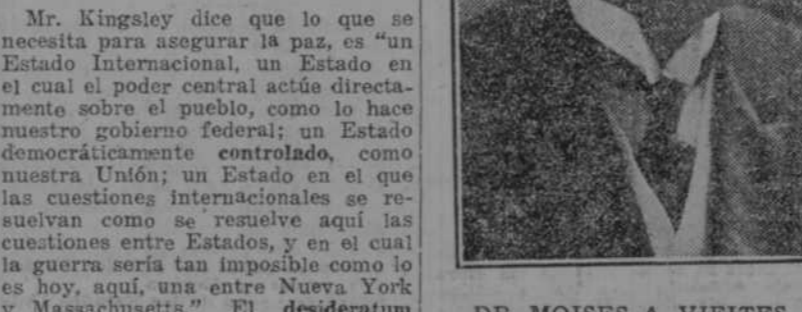 Mr. Kingsley dice que lo que se
necesita para asegurar la paz, es "un
Estado Internacional, un Estado en
el cual el poder central actúe directa-
mente sobre el pueblo, como lo hace
nuestro gobierno federal; un Estado
democráticamente controlado, como
nuestra Unión; un Estado en el que
las cuestiones internacionales se re-
suelvan como se resuelve aquí las
cuestiones entre Estados, y en el cual
la guerra sería tan imposible como lo
es hoy, aquí, una entre Nueva York
y Massachusetts." El desideratum
DR. MOISES A. VIEITES